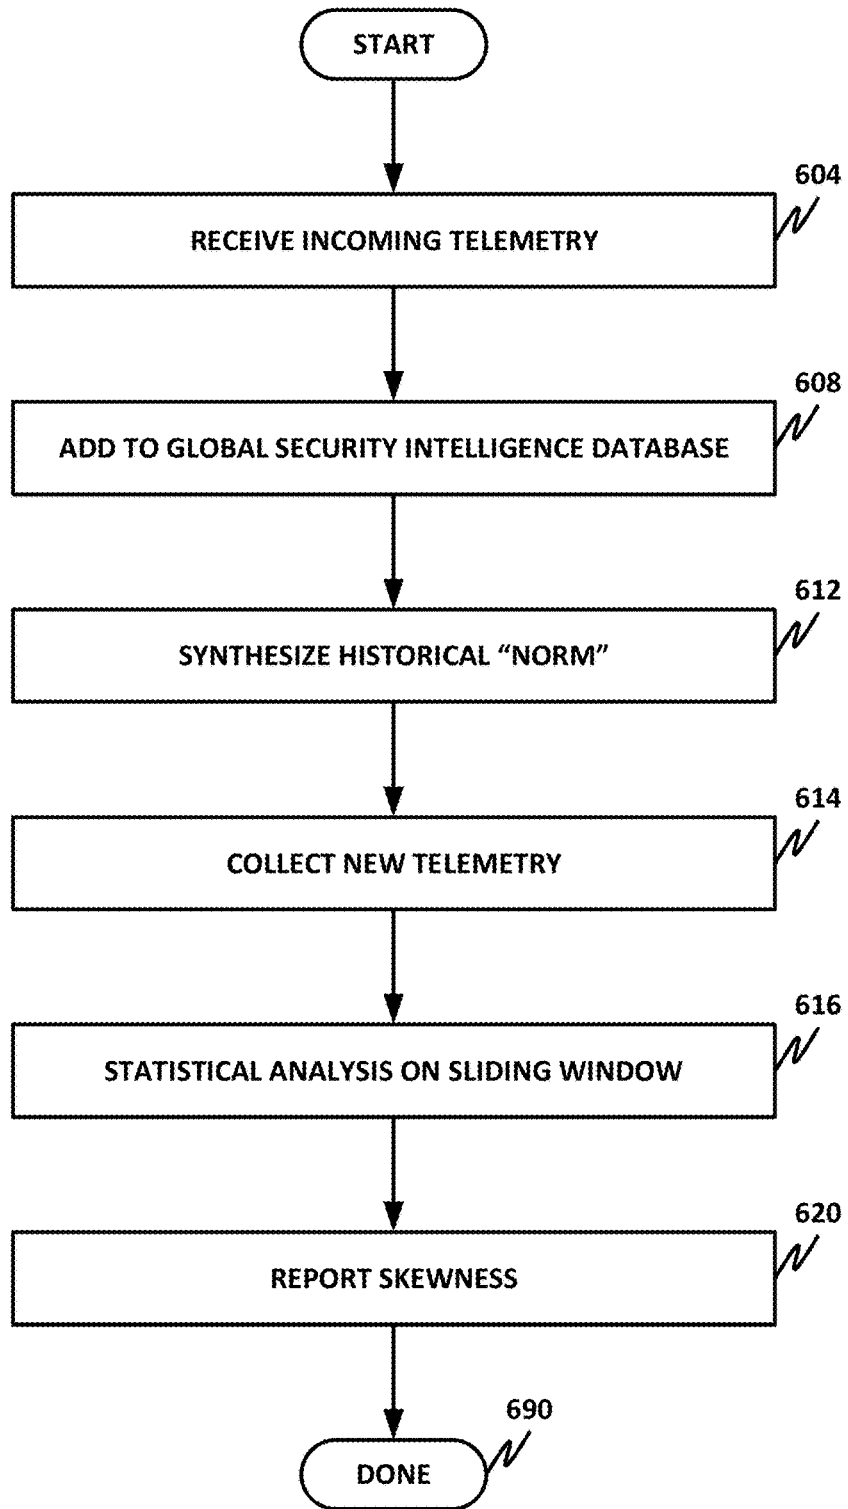 START
604
RECEIVE INCOMING TELEMETRY
608
ADD TO GLOBAL SECURITY INTELLIGENCE DATABASE
612
SYNTHESIZE HISTORICAL “NORM”
614
COLLECT NEW TELEMETRY
616
STATISTICAL ANALYSIS ON SLIDING WINDOW
620
REPORT SKEWNESS
690
DONE